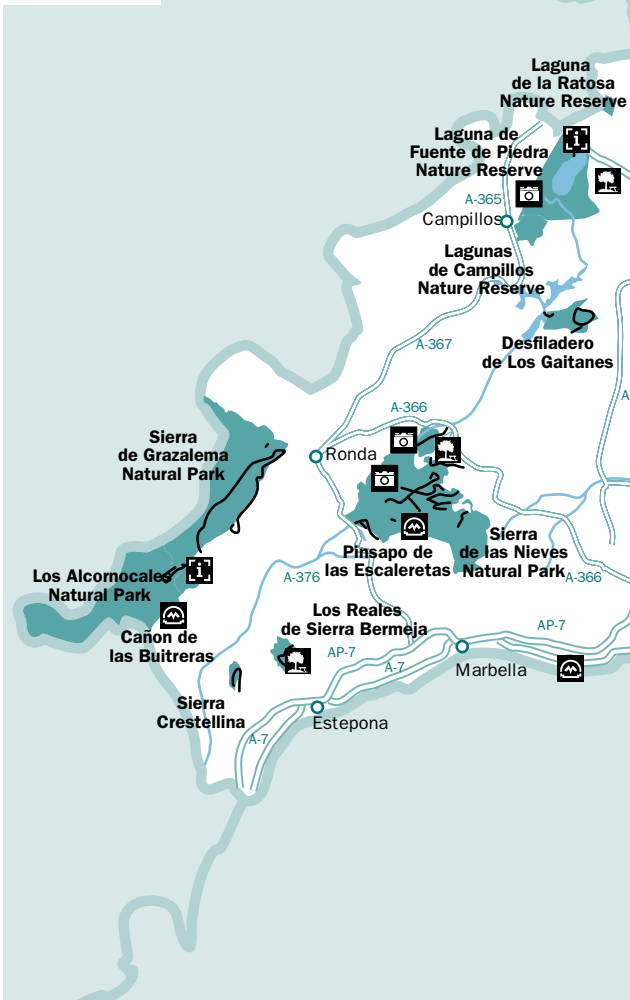 Laguna
de la Ratosa
Nature Reserve
Laguna de
Fuente de Piedra
Nature Reserve
A-365
Campillos
Lagunas
de Campillos
Nature Reserve
Desfiladero
de Los Gaitanes
A-367
A
A-366
Sierra
de Grazalema
Natural Park
Ronda
Pinsapo de
las Escaleretas
Sierra
de las Nieves
Natural Park
A-366
Los Alcornocales
Natural Park
A-376
Los Reales
de Sierra Bermeja
Cañon de
las Buitreras
AP-7
AP-7
A-7
Marbella
Sierra
Crestellina
Estepona
A-7